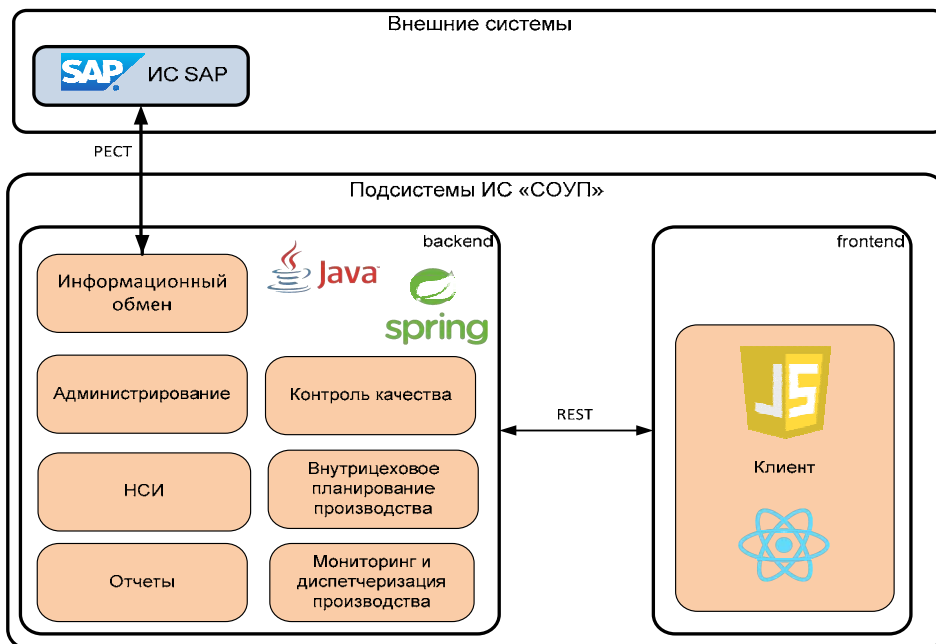 Внешние системы
SAP
ИС SAP
РЕСТ
Подсистемы ИС «СОУП»
backend
Информационный
обмен
Java
spring
Администрирование
Контроль качества
НСИ
Внутрицеховое
планирование
производства
Отчеты
Мониторинг и
диспетчеризация
производства
REST
frontend
JS
Клиент